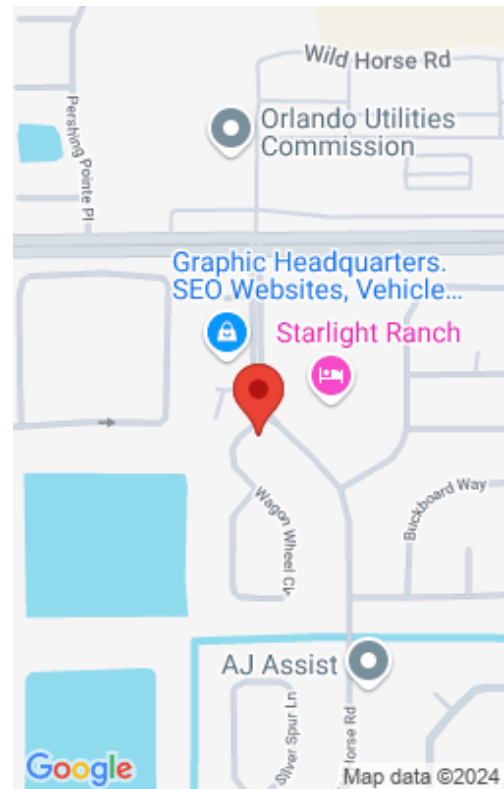 Wild Horse Rd
Pershing Pointe Pl
Orlando Utilities
Commission
Graphic Headquarters.
SEO Websites, Vehicle...
Starlight Ranch
Buckboard Way
Wagon Wheel Cir
AJ Assist
Silver Spur Ln
Horse Rd
Google
Map data ©2024